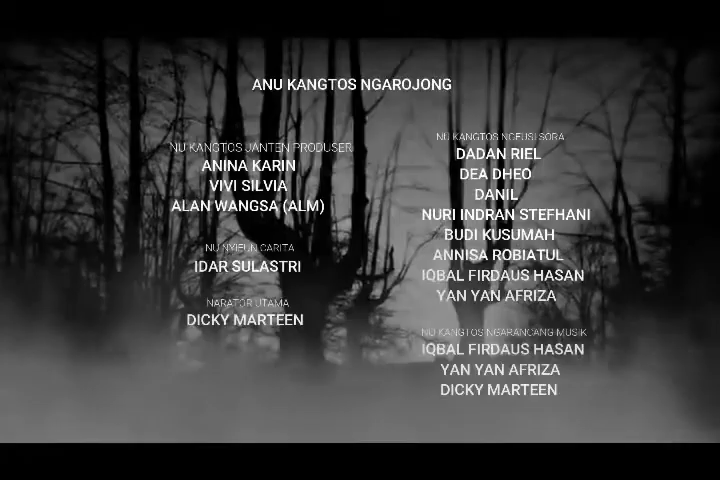 ANU KANGTOS NGAROJONG
NU KANGTOS JANTEN PRODUSER
ANINA KARIN
VIVI SILVIA
ALAN WANGSA (ALM)
NU NYIEUN CARITA
IDAR SULASTRI
NARATOR UTAMA
DICKY MARTEEN
NU KANGTOS NGEUSI SORA
DADAN RIEL
DEA DHEO
DANIL
NURI INDRAN STEFHANI
BUDI KUSUMAH
ANNISA ROBIATUL
IQBAL FIRDAUS HASAN
YAN YAN AFRIZA
NU KANGTOS NGARANCANG MUSIK
IQBAL FIRDAUS HASAN
YAN YAN AFRIZA
DICKY MARTEEN